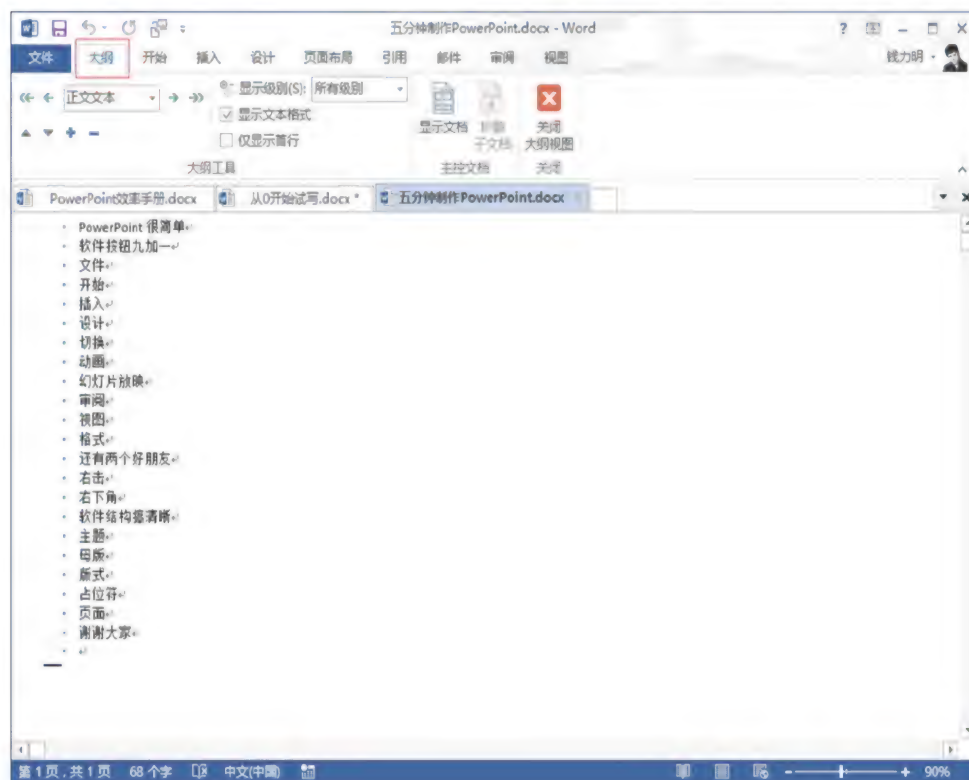 五分钟制作PowerPoint.docx - Word
文件 大纲 开始 插入 设计 页面布局 引用 邮件 审阅 视图 钱力明
正文文本 显示级别(S): 所有级别
显示文本格式
仅显示首行
显示文档 子文档 关闭大纲视图
大纲工具 主控文档 关闭
PowerPoint效率手册.docx 从0开始试写.docx * 五分钟制作PowerPoint.docx
PowerPoint 很简单
软件按钮九加一
文件
开始
插入
设计
切换
动画
幻灯片放映
审阅
视图
格式
还有两个好朋友
右击
右下角
软件结构搞清晰
主题
母版
版式
占位符
页面
谢谢大家
第1页,共1页 68个字 中文(中国) 90%